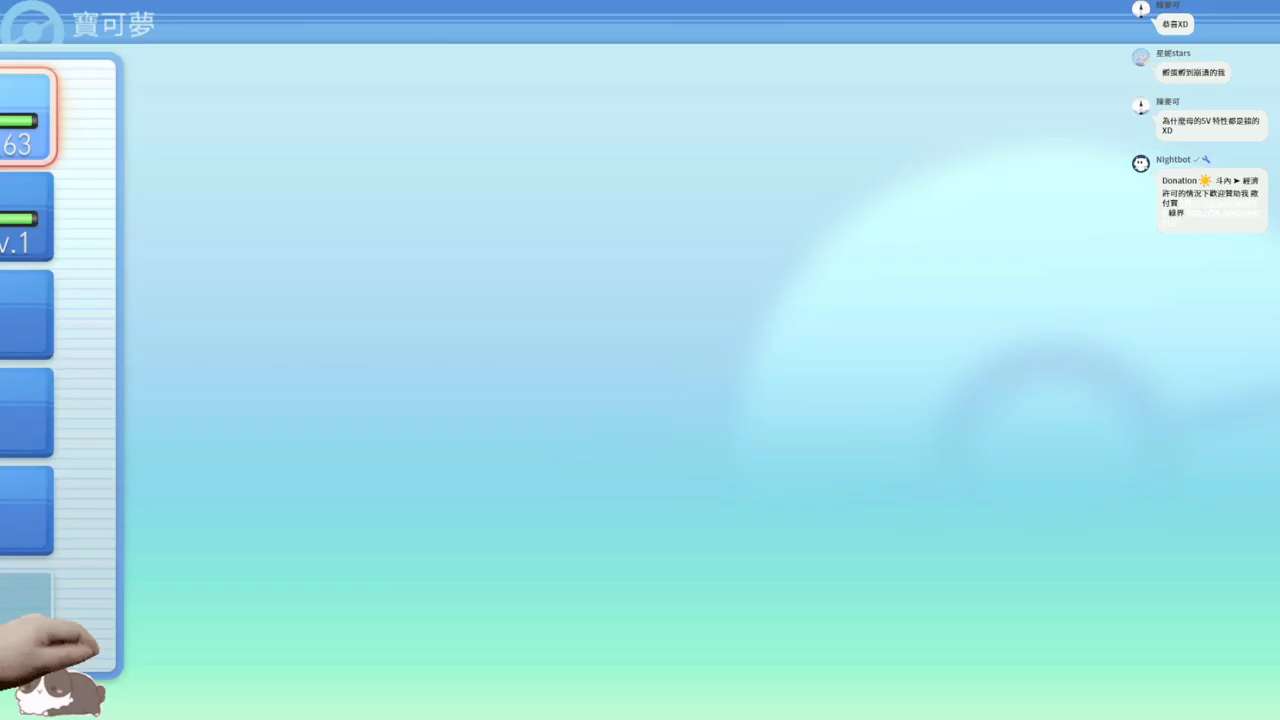 寶可夢
63
v.1
陳麥可
恭喜XD
星妮stars
孵蛋孵到崩潰的我
陳麥可
為什麼母的5V 特性都是錯的
XD
Nightbot
Donation ☀ 斗內 ➤ 經濟
許可的情況下歡迎贊助我 歐
付寶
綠界